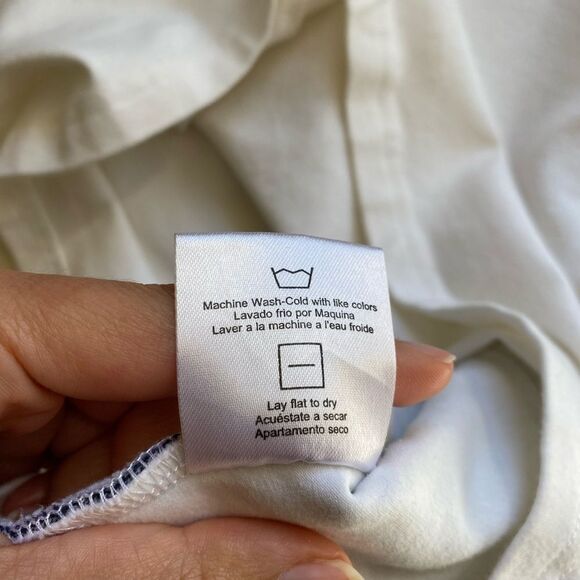 Machine Wash-Cold with like colors
Lavado frio por Maquina
Laver a la machine a l'eau froide
Lay flat to dry
Acuéstate a secar
Apartamento seco